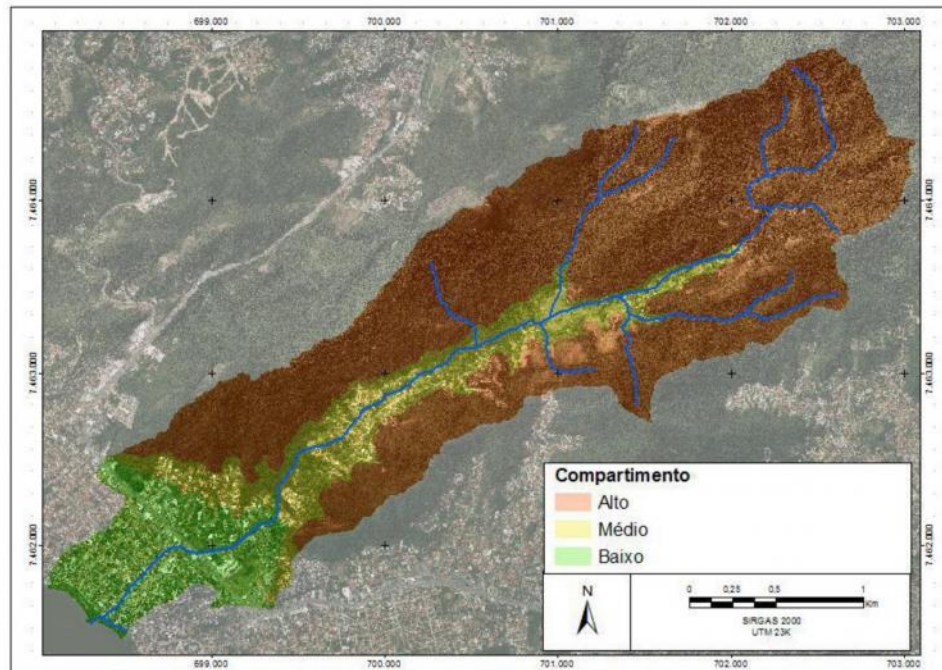 699.000 700.000 701.000 702.000 703.000
7.464.000 7.464.000
7.463.000 7.463.000
7.462.000 7.462.000
Compartimento
Alto
Médio
Baixo
N
0 0,25 0,5 1
Km
SIRGAS 2000
UTM 23K
699.000 700.000 701.000 702.000 703.000